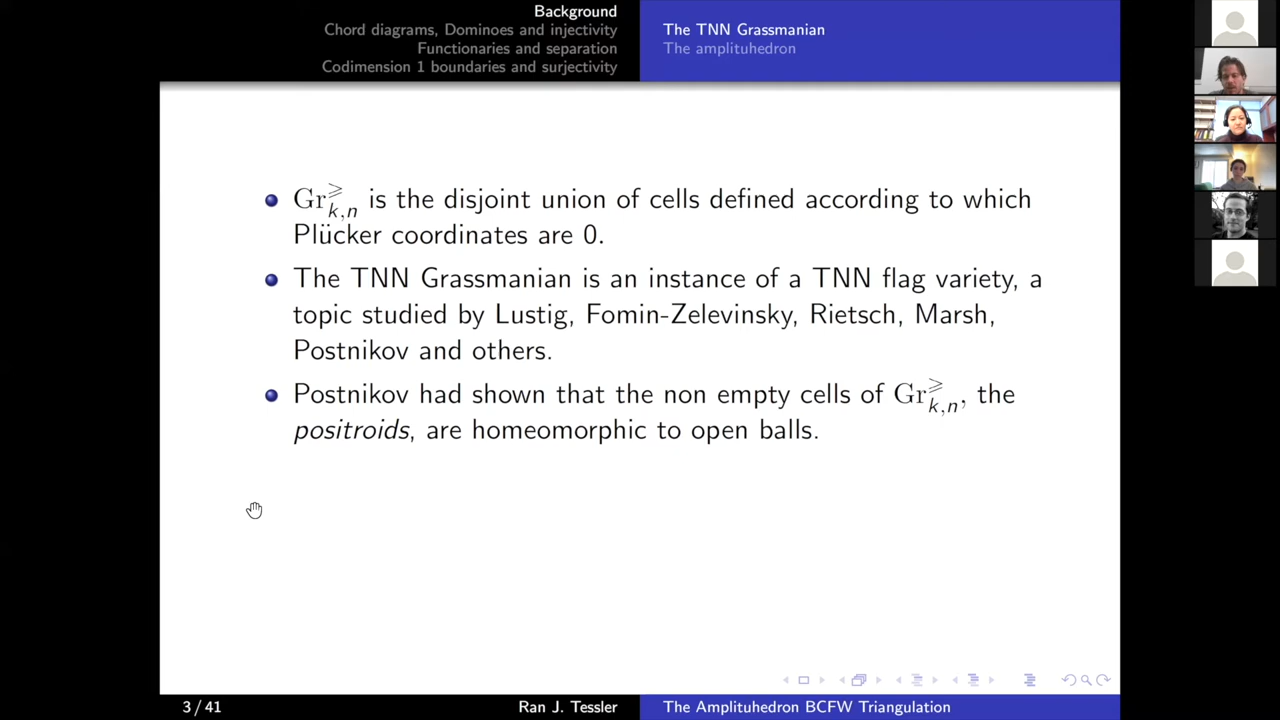 Background
Chord diagrams, Dominoes and injectivity
Functionaries and separation
Codimension 1 boundaries and surjectivity
The TNN Grassmanian
The amplituhedron
Gr^⩾_{k,n} is the disjoint union of cells defined according to which
Plücker coordinates are 0.
The TNN Grassmanian is an instance of a TNN flag variety, a
topic studied by Lustig, Fomin-Zelevinsky, Rietsch, Marsh,
Postnikov and others.
Postnikov had shown that the non empty cells of Gr^⩾_{k,n}, the
positroids, are homeomorphic to open balls.
3 / 41
Ran J. Tessler
The Amplituhedron BCFW Triangulation